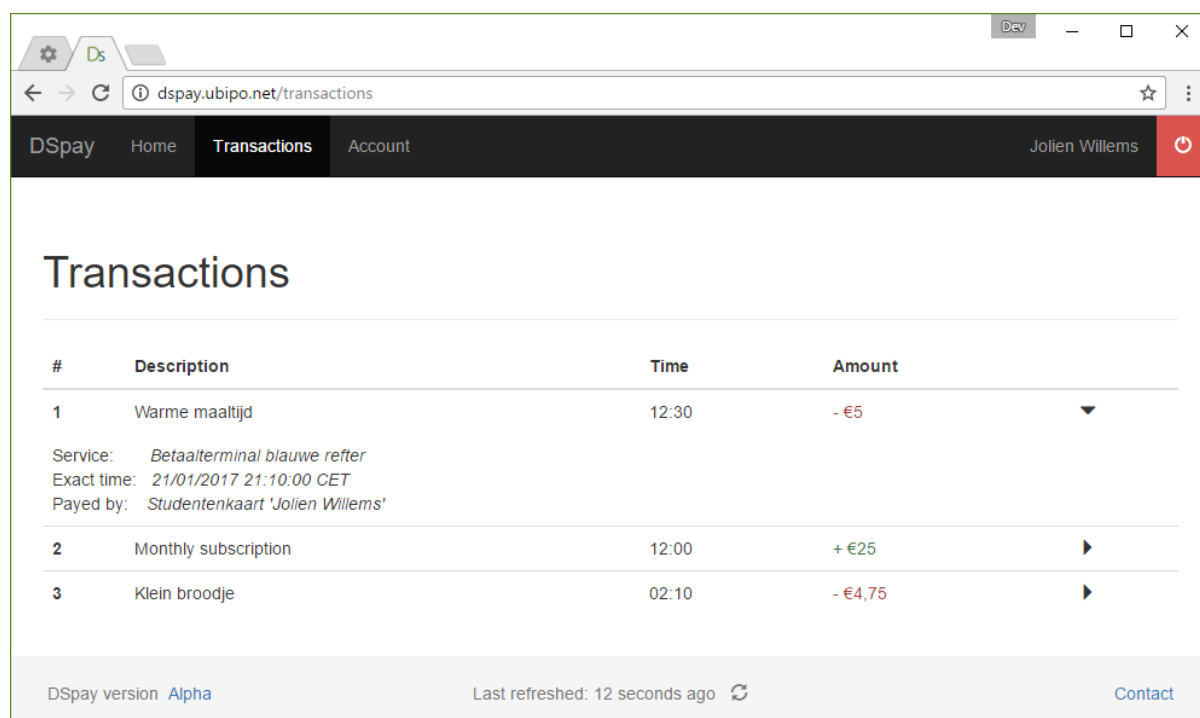 Dev
Ds
dspay.ubipo.net/transactions
DSpay Home Transactions Account Jolien Willems
Transactions
# Description Time Amount
1 Warme maaltijd 12:30 - €5
Service: Betaalterminal blauwe refter
Exact time: 21/01/2017 21:10:00 CET
Payed by: Studentenkaart 'Jolien Willems'
2 Monthly subscription 12:00 + €25
3 Klein broodje 02:10 - €4,75
DSpay version Alpha Last refreshed: 12 seconds ago Contact